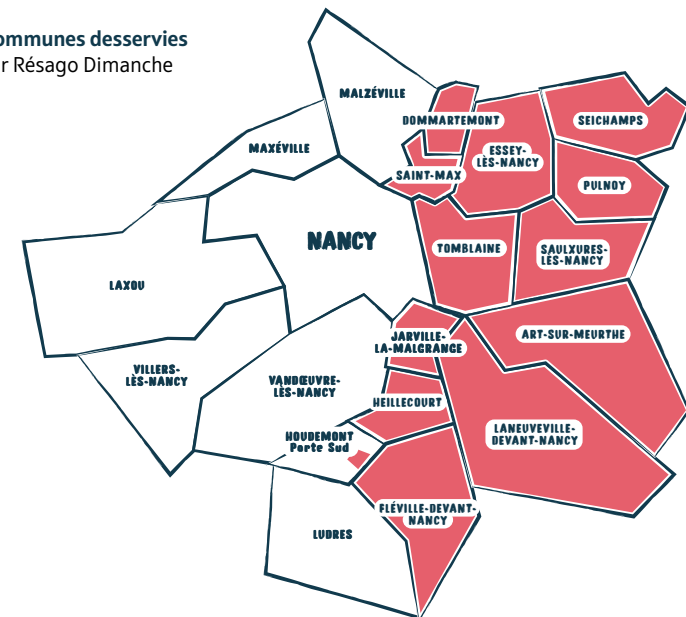 ommunes desservies
r Résago Dimanche
MALZÉVILLE
DOMMARTEMONT
SEICHAMPS
MAXÉVILLE
ESSEY-
LÈS-NANCY
SAINT-MAX
PULNOY
NANCY
TOMBLAINE
SAULXURES-
LÈS-NANCY
LAXOU
JARVILLE-
LA-MALGRANGE
ART-SUR-MEURTHE
VILLERS-
LÈS-NANCY
VANDŒUVRE-
LÈS-NANCY
HEILLECOURT
HOUDEMONT
Porte Sud
LANEUVEVILLE-
DEVANT-NANCY
FLÉVILLE-DEVANT-
NANCY
LUDRES